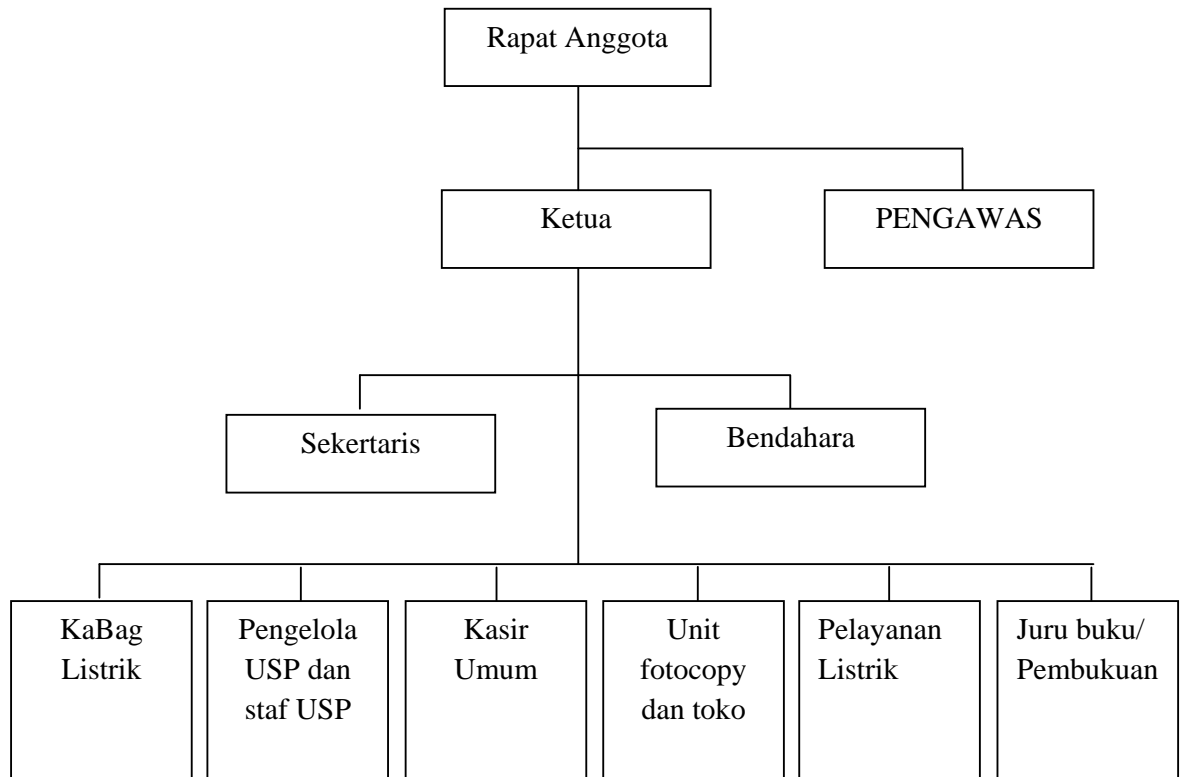 Rapat Anggota
Ketua
PENGAWAS
Sekertaris
Bendahara
KaBag
Listrik
Pengelola
USP dan
staf USP
Kasir
Umum
Unit
fotocopy
dan toko
Pelayanan
Listrik
Juru buku/
Pembukuan